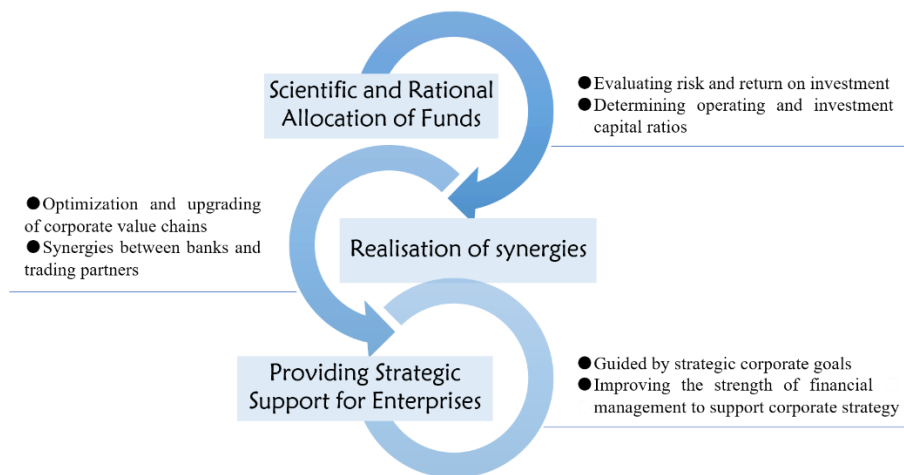 Scientific and Rational
Allocation of Funds
●Evaluating risk and return on investment
●Determining operating and investment
capital ratios
●Optimization and upgrading
of corporate value chains
●Synergies between banks and
trading partners
Realisation of synergies
Providing Strategic
Support for Enterprises
●Guided by strategic corporate goals
●Improving the strength of financial
management to support corporate strategy